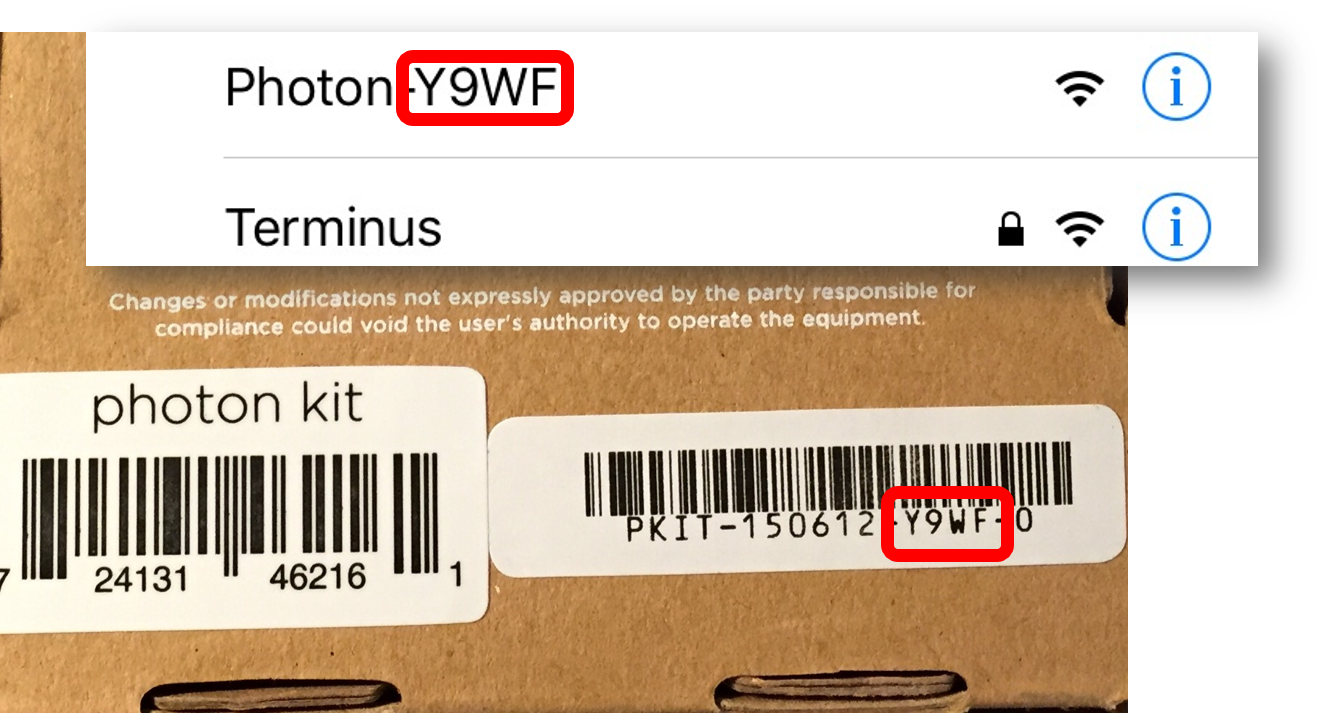 Photon-Y9WF
Terminus
Changes or modifications not expressly approved by the party responsible for
compliance could void the user's authority to operate the equipment.
photon kit
7 24131 46216 1
PKIT-150612-Y9WF-0